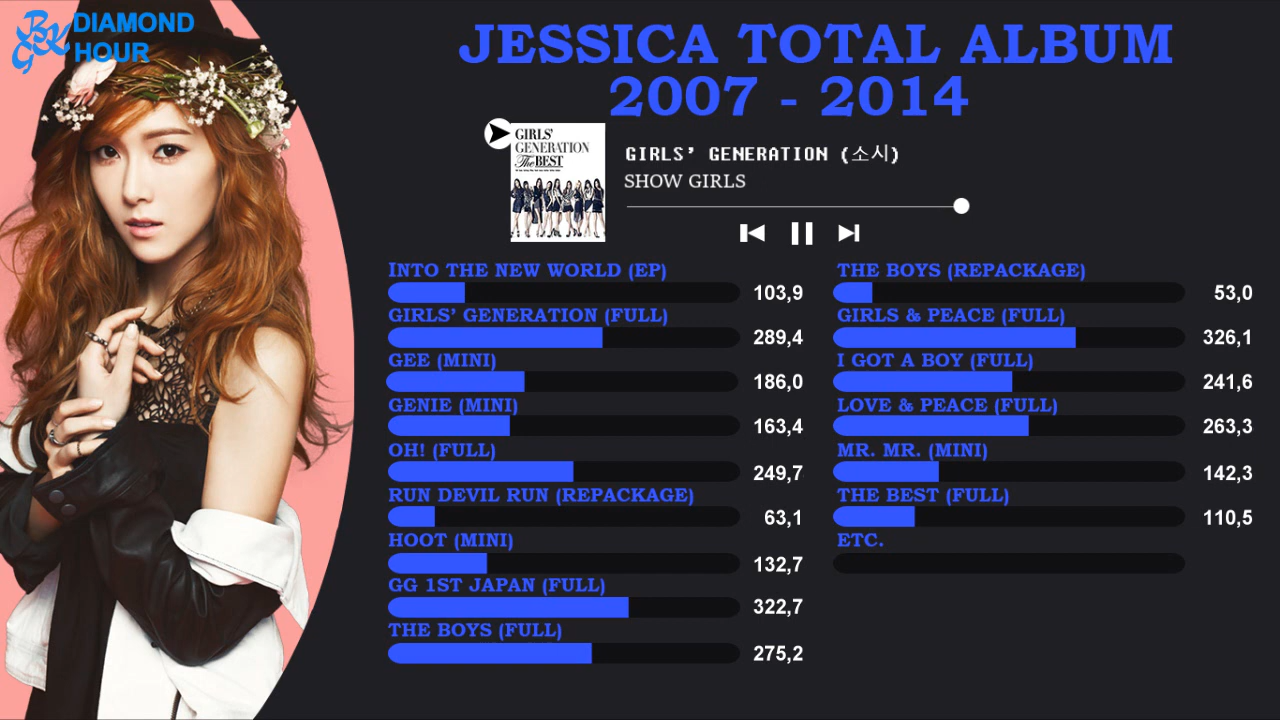 DIAMOND
HOUR
JESSICA TOTAL ALBUM
2007 - 2014
GIRLS'
GENERATION
The BEST
GIRLS' GENERATION (소시)
SHOW GIRLS
INTO THE NEW WORLD (EP)
103,9
GIRLS' GENERATION (FULL)
289,4
GEE (MINI)
186,0
GENIE (MINI)
163,4
OH! (FULL)
249,7
RUN DEVIL RUN (REPACKAGE)
63,1
HOOT (MINI)
132,7
GG 1ST JAPAN (FULL)
322,7
THE BOYS (FULL)
275,2
THE BOYS (REPACKAGE)
53,0
GIRLS & PEACE (FULL)
326,1
I GOT A BOY (FULL)
241,6
LOVE & PEACE (FULL)
263,3
MR. MR. (MINI)
142,3
THE BEST (FULL)
110,5
ETC.